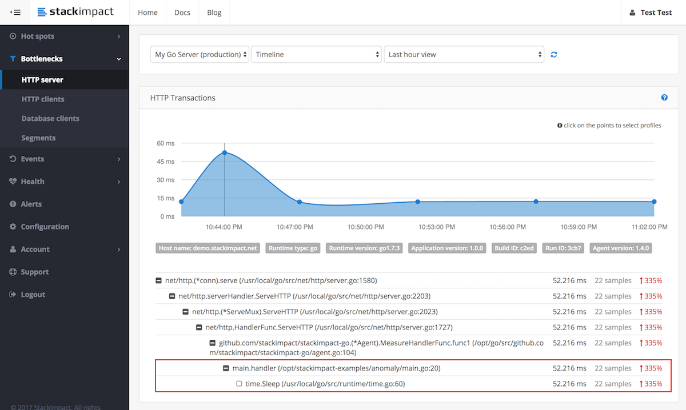 stackimpact
Home Docs Blog Test Test
Hot spots
Bottlenecks
HTTP server
HTTP clients
Database clients
Segments
Events
Health
Alerts
Configuration
Account
Support
Logout
© 2017 StackImpact. All rights
My Go Server (production) Timeline Last hour view
HTTP Transactions
click on the points to select profiles.
60 ms
45 ms
30 ms
15 ms
0 ms
10:44:00 PM 10:47:00 PM 10:50:00 PM 10:53:00 PM 10:56:00 PM 10:59:00 PM 11:02:00 PM
Host name: demo.stackimpact.net Runtime type: go Runtime version: go1.7.3 Application version: 1.0.0 Build ID: c2ed Run ID: 3cb7 Agent version: 1.4.0
net/http.(*conn).serve (/usr/local/go/src/net/http/server.go:1580) 52.216 ms 22 samples 335%
net/http.serverHandler.ServeHTTP (/usr/local/go/src/net/http/server.go:2203) 52.216 ms 22 samples 335%
net/http.(*ServeMux).ServeHTTP (/usr/local/go/src/net/http/server.go:2023) 52.216 ms 22 samples 335%
net/http.HandlerFunc.ServeHTTP (/usr/local/go/src/net/http/server.go:1727) 52.216 ms 22 samples 335%
github.com/stackimpact/stackimpact-go.(*Agent).MeasureHandlerFunc.func1 (/opt/go/src/github.co 52.216 ms 22 samples 335%
m/stackimpact/stackimpact-go/agent.go:104)
main.handler (/opt/stackimpact-examples/anomaly/main.go:20) 52.216 ms 22 samples 335%
time.Sleep (/usr/local/go/src/runtime/time.go:60) 52.216 ms 22 samples 335%